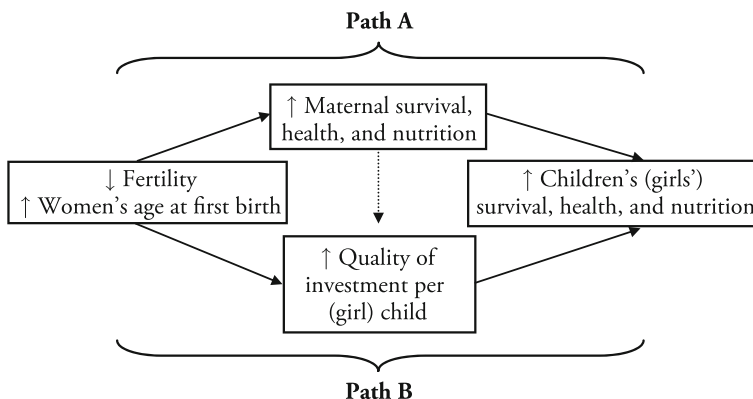 Path A
↑ Maternal survival,
health, and nutrition
↓ Fertility
↑ Women's age at first birth
↑ Children's (girls')
survival, health, and nutrition
↑ Quality of
investment per
(girl) child
Path B